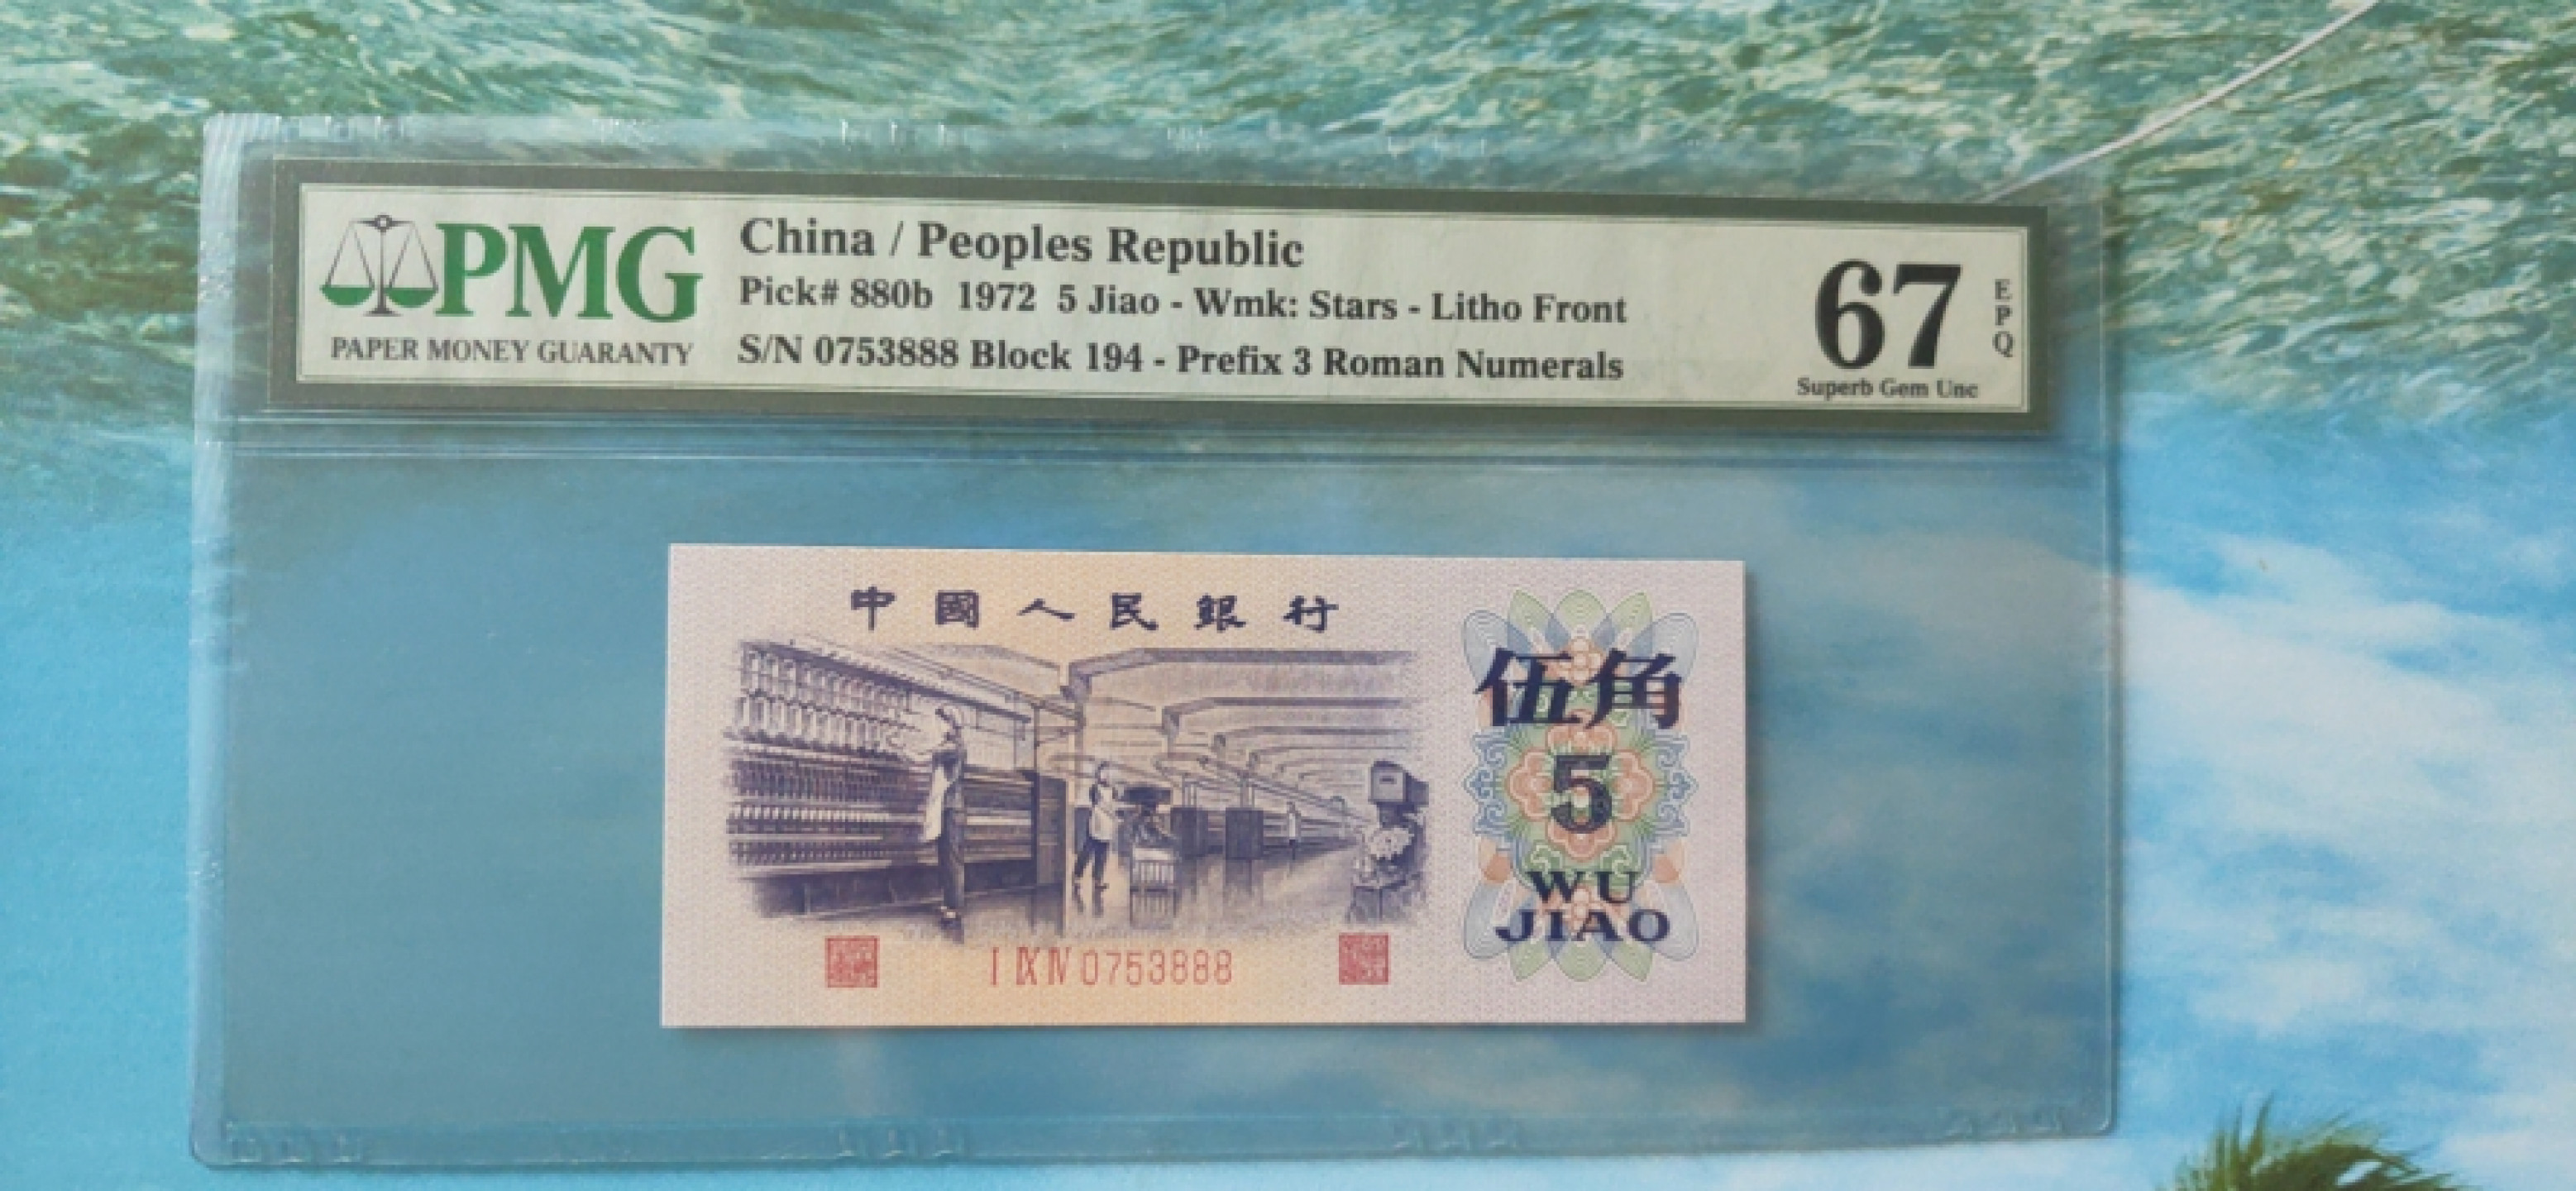 PMG
PAPER MONEY GUARANTY
China / Peoples Republic
Pick# 880b 1972 5 Jiao - Wmk: Stars - Litho Front
S/N 0753888 Block 194 - Prefix 3 Roman Numerals
67
EPQ
Superb Gem Unc
中國人民銀行
伍角
5
WU
JIAO
I IX IV 0753888